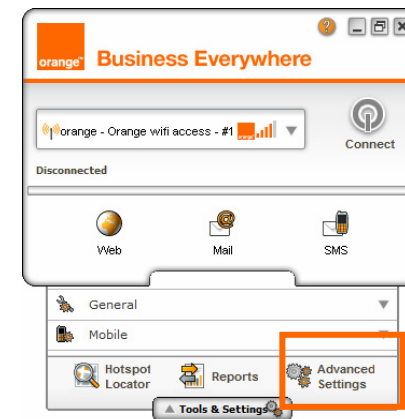 ?
orange™
Business Everywhere
orange - Orange wifi access - #1
Connect
Disconnected
Web
Mail
SMS
General
Mobile
Hotspot
Locator
Reports
Advanced
Settings
Tools & Settings